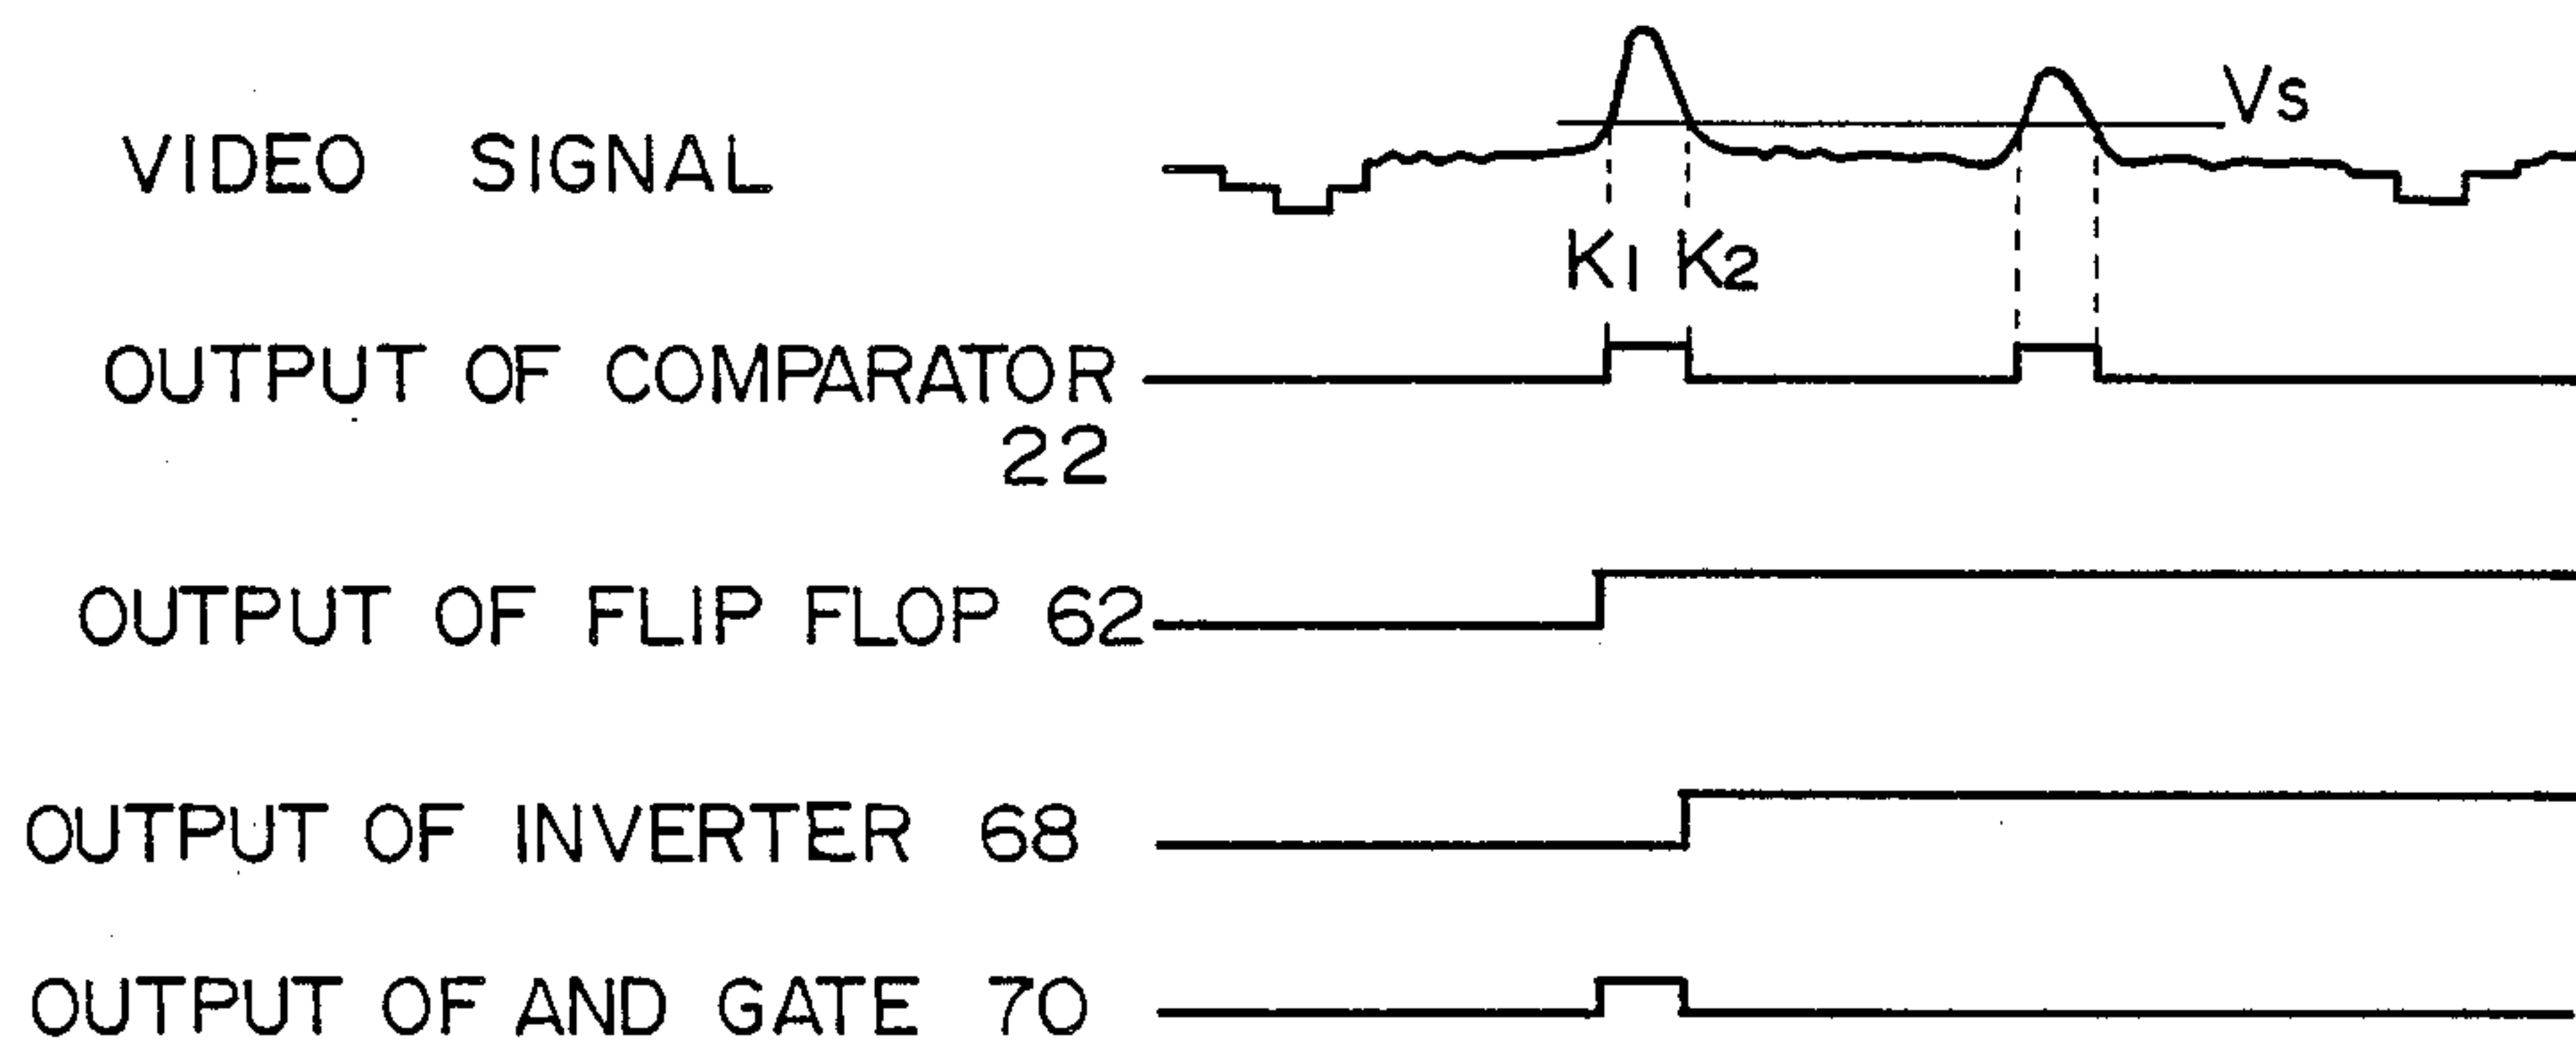 VIDEO SIGNAL
Vs
K1 K2
OUTPUT OF COMPARATOR
22
OUTPUT OF FLIP FLOP 62
OUTPUT OF INVERTER 68
OUTPUT OF AND GATE 70